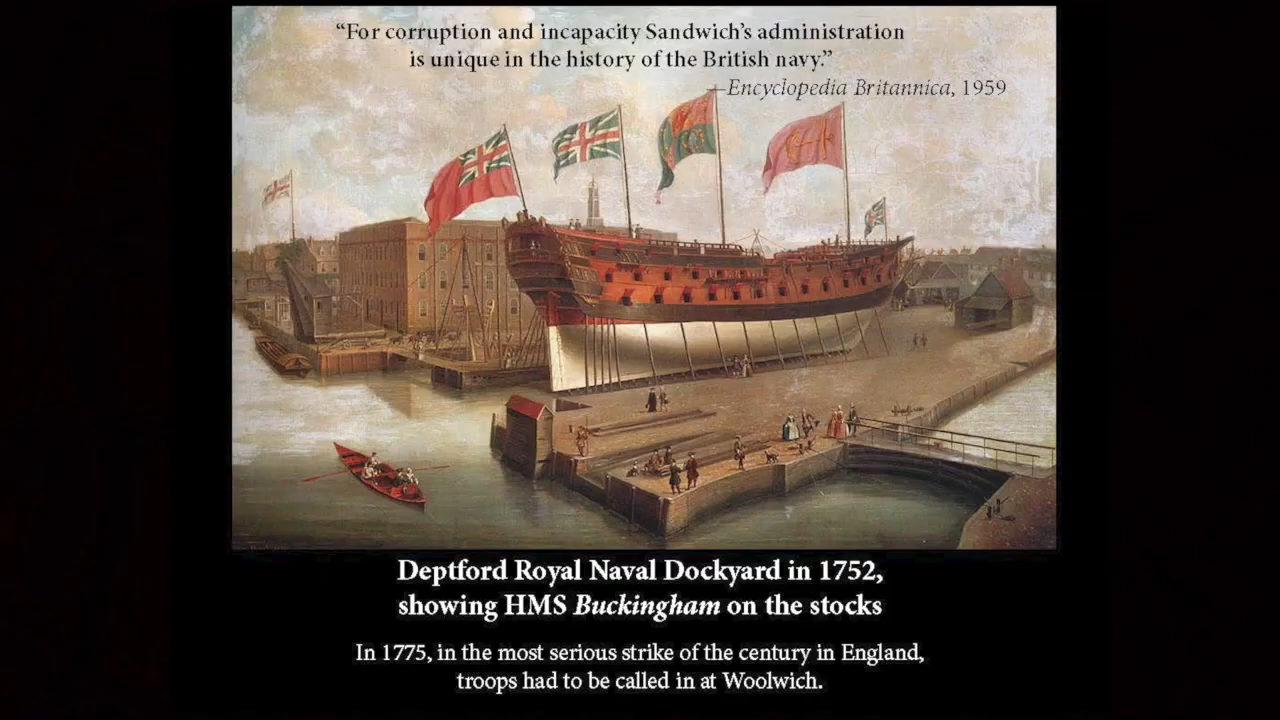 “For corruption and incapacity Sandwich’s administration
is unique in the history of the British navy.”
—Encyclopedia Britannica, 1959
Deptford Royal Naval Dockyard in 1752,
showing HMS Buckingham on the stocks
In 1775, in the most serious strike of the century in England,
troops had to be called in at Woolwich.